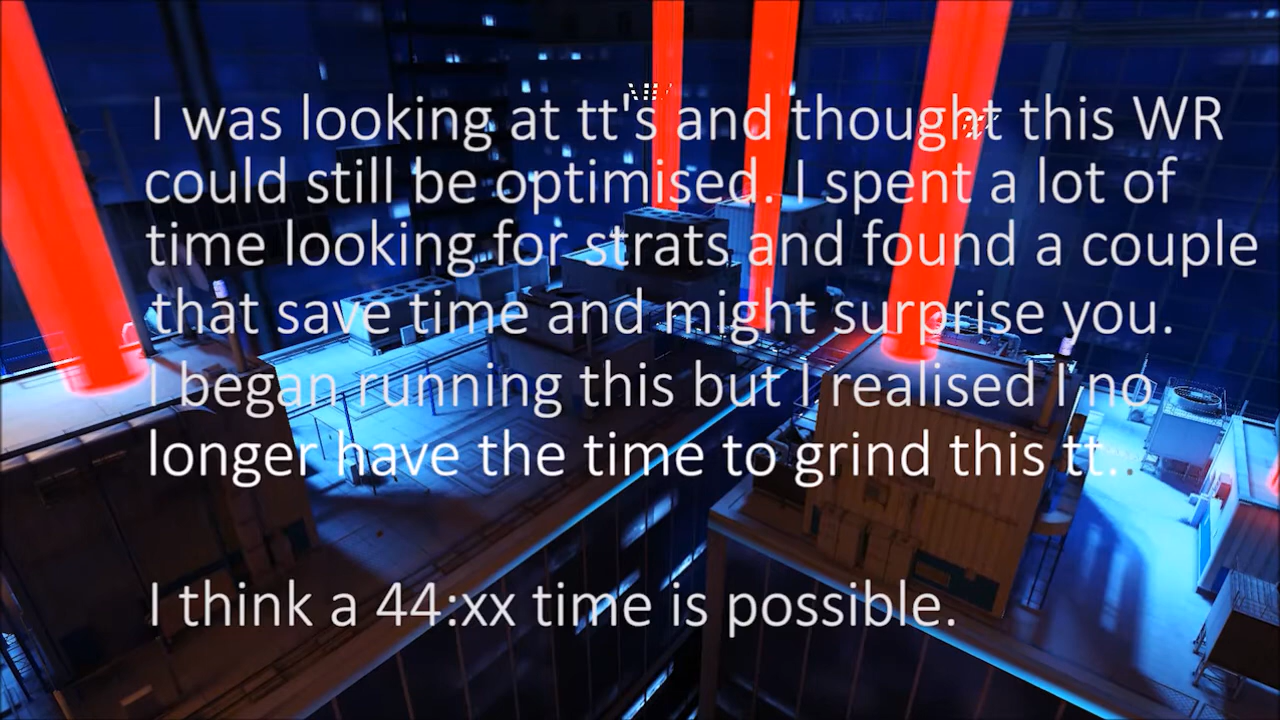 I was looking at tt's and thought this WR
could still be optimised. I spent a lot of
time looking for strats and found a couple
that save time and might surprise you.
I began running this but I realised I no
longer have the time to grind this tt.
I think a 44:xx time is possible.